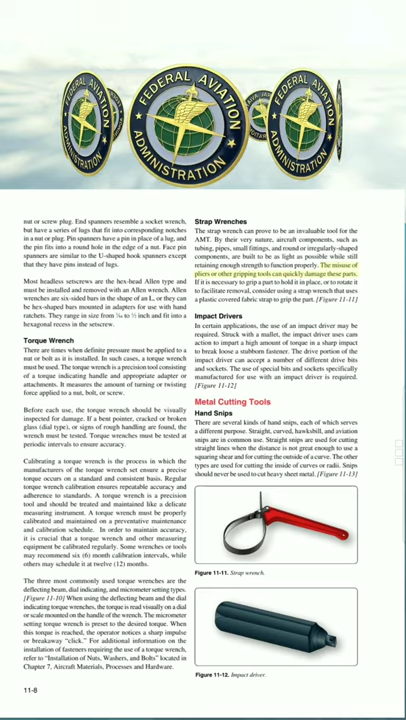 FEDERAL AVIATION
ADMINISTRATION
FEDERAL AVIATION
ADMINISTRATION
FEDERAL AVIATION
ADMINISTRATION
nut or screw plug. End spanners resemble a socket wrench,
but have a series of lugs that fit into corresponding notches
in a nut or plug. Pin spanners have a pin in place of a lug, and
the pin fits into a round hole in the edge of a nut. Face pin
spanners are similar to the U-shaped hook spanners except
that they have pins instead of lugs.
Most headless setscrews are the hex-head Allen type and
must be installed and removed with an Allen wrench. Allen
wrenches are six-sided bars in the shape of an L, or they can
be hex-shaped bars mounted in adapters for use with hand
ratchets. They range in size from 3⁄64 to ½ inch and fit into a
hexagonal recess in the setscrew.
Torque Wrench
There are times when definite pressure must be applied to a
nut or bolt as it is installed. In such cases, a torque wrench
must be used. The torque wrench is a precision tool consisting
of a torque indicating handle and appropriate adapter or
attachments. It measures the amount of turning or twisting
force applied to a nut, bolt, or screw.
Before each use, the torque wrench should be visually
inspected for damage. If a bent pointer, cracked or broken
glass (dial type), or signs of rough handling are found, the
wrench must be tested. Torque wrenches must be tested at
periodic intervals to ensure accuracy.
Calibrating a torque wrench is the process in which the
manufacturers of the torque wrench set ensure a precise
torque occurs on a standard and consistent basis. Regular
torque wrench calibration ensures repeatable accuracy and
adherence to standards. A torque wrench is a precision
tool and should be treated and maintained like a delicate
measuring instrument. A torque wrench must be properly
calibrated and maintained on a preventative maintenance
and calibration schedule. In order to maintain accuracy,
it is crucial that a torque wrench and other measuring
equipment be calibrated regularly. Some wrenches or tools
may recommend six (6) month calibration intervals, while
others may schedule it at twelve (12) months.
The three most commonly used torque wrenches are the
deflecting beam, dial indicating, and micrometer setting types.
[Figure 11-10] When using the deflecting beam and the dial
indicating torque wrenches, the torque is read visually on a dial
or scale mounted on the handle of the wrench. The micrometer
setting torque wrench is preset to the desired torque. When
this torque is reached, the operator notices a sharp impulse
or breakaway “click.” For additional information on the
installation of fasteners requiring the use of a torque wrench,
refer to “Installation of Nuts, Washers, and Bolts” located in
Chapter 7, Aircraft Materials, Processes and Hardware.
11-8
Strap Wrenches
The strap wrench can prove to be an invaluable tool for the
AMT. By their very nature, aircraft components, such as
tubing, pipes, small fittings, and round or irregularly-shaped
components, are built to be as light as possible while still
retaining enough strength to function properly. The misuse of
pliers or other gripping tools can quickly damage these parts.
If it is necessary to grip a part to hold it in place, or to rotate it
to facilitate removal, consider using a strap wrench that uses
a plastic covered fabric strap to grip the part. [Figure 11-11]
Impact Drivers
In certain applications, the use of an impact driver may be
required. Struck with a mallet, the impact driver uses cam
action to impart a high amount of torque in a sharp impact
to break loose a stubborn fastener. The drive portion of the
impact driver can accept a number of different drive bits
and sockets. The use of special bits and sockets specifically
manufactured for use with an impact driver is required.
[Figure 11-12]
Metal Cutting Tools
Hand Snips
There are several kinds of hand snips, each of which serves
a different purpose. Straight, curved, hawksbill, and aviation
snips are in common use. Straight snips are used for cutting
straight lines when the distance is not great enough to use a
squaring shear and for cutting the outside of a curve. The other
types are used for cutting the inside of curves or radii. Snips
should never be used to cut heavy sheet metal. [Figure 11-13]
Figure 11-11. Strap wrench.
Figure 11-12. Impact driver.